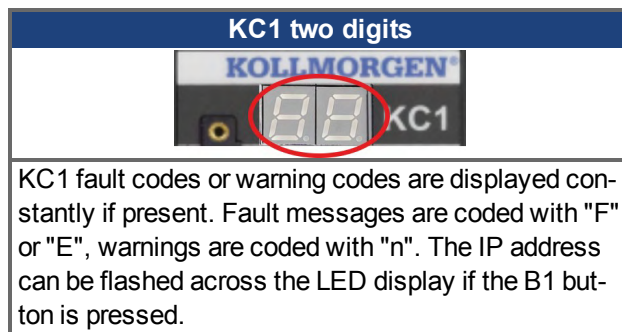 KC1 two digits
KOLLMORGEN®
KC1
KC1 fault codes or warning codes are displayed con-
stantly if present. Fault messages are coded with "F"
or "E", warnings are coded with "n". The IP address
can be flashed across the LED display if the B1 but-
ton is pressed.